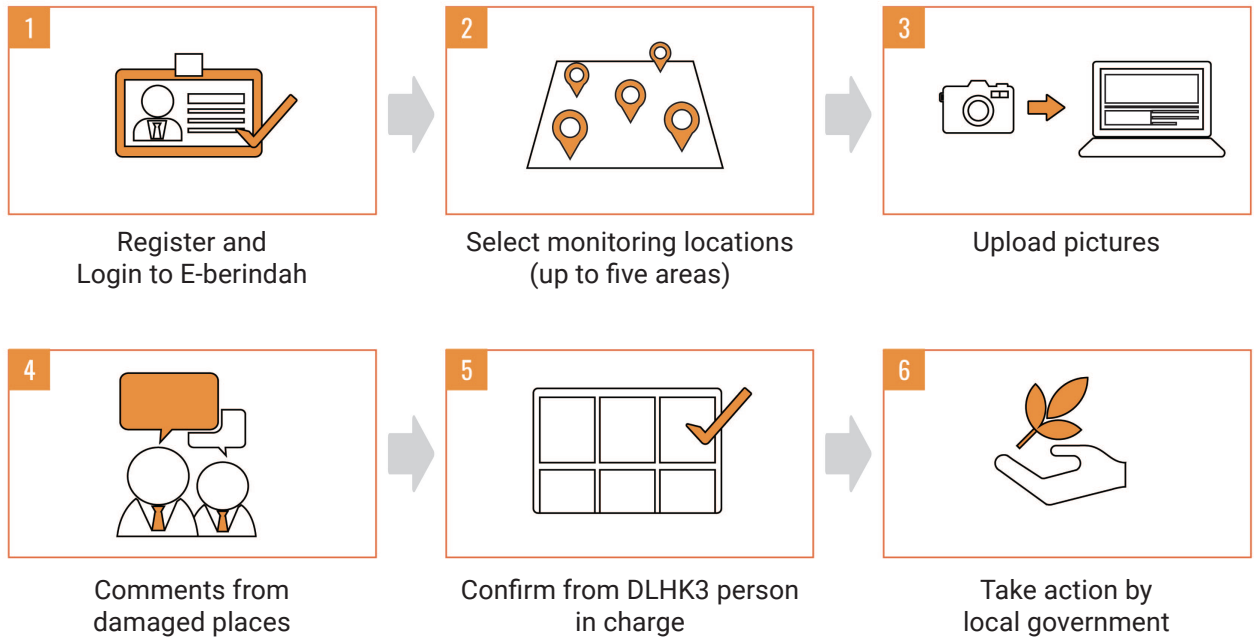 1
Register and
Login to E-berindah
2
Select monitoring locations
(up to five areas)
3
Upload pictures
4
Comments from
damaged places
5
Confirm from DLHK3 person
in charge
6
Take action by
local government